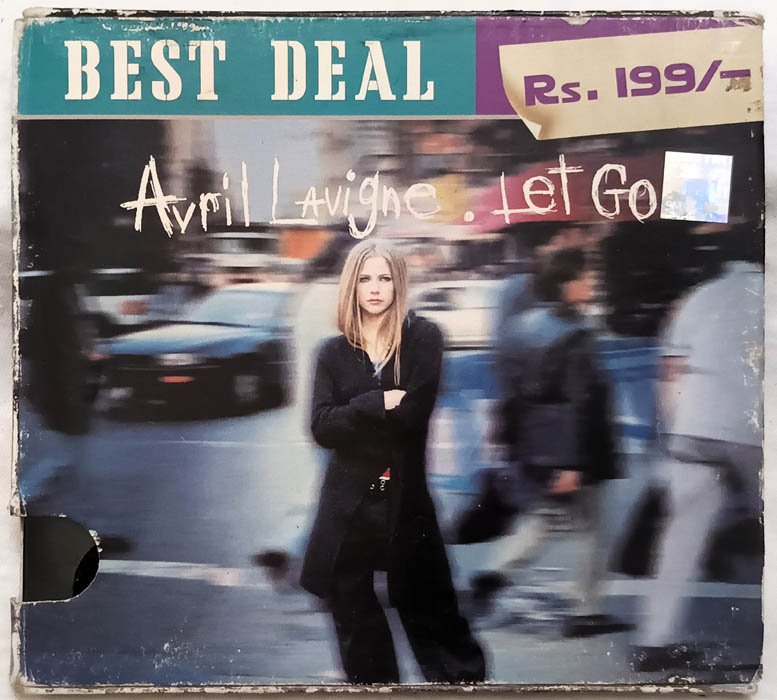 BEST DEAL
Rs. 199/-
Avril Lavigne . Let Go